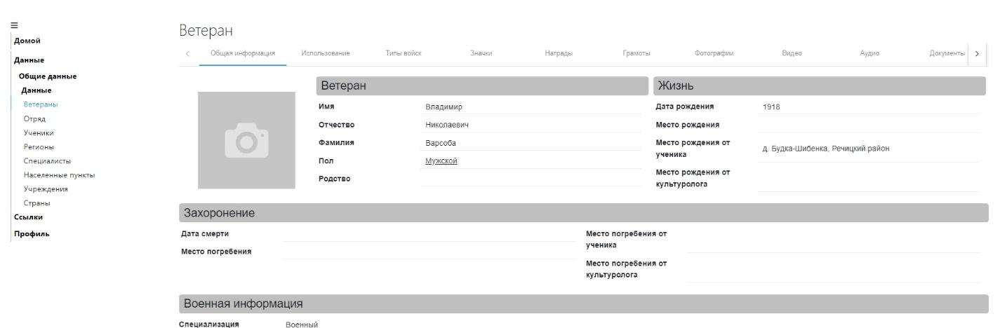 Домой
Данные
Общие данные
Данные
Ветераны
Отряд
Ученики
Регионы
Специалисты
Населенные пункты
Учреждения
Страны
Ссылки
Профиль
Ветеран
Общая информация Использование Типы войск Значки Награды Грамоты Фотографии Видео Аудио Документы
Ветеран
Имя Владимир
Отчество Николаевич
Фамилия Варсоба
Пол Мужской
Родство
Жизнь
Дата рождения 1918
Место рождения
Место рождения от
ученика
д. Будка-Шибенка, Речицкий район
Место рождения от
культуролога
Захоронение
Дата смерти
Место погребения
Место погребения от
ученика
Место погребения от
культуролога
Военная информация
Специализация Военный